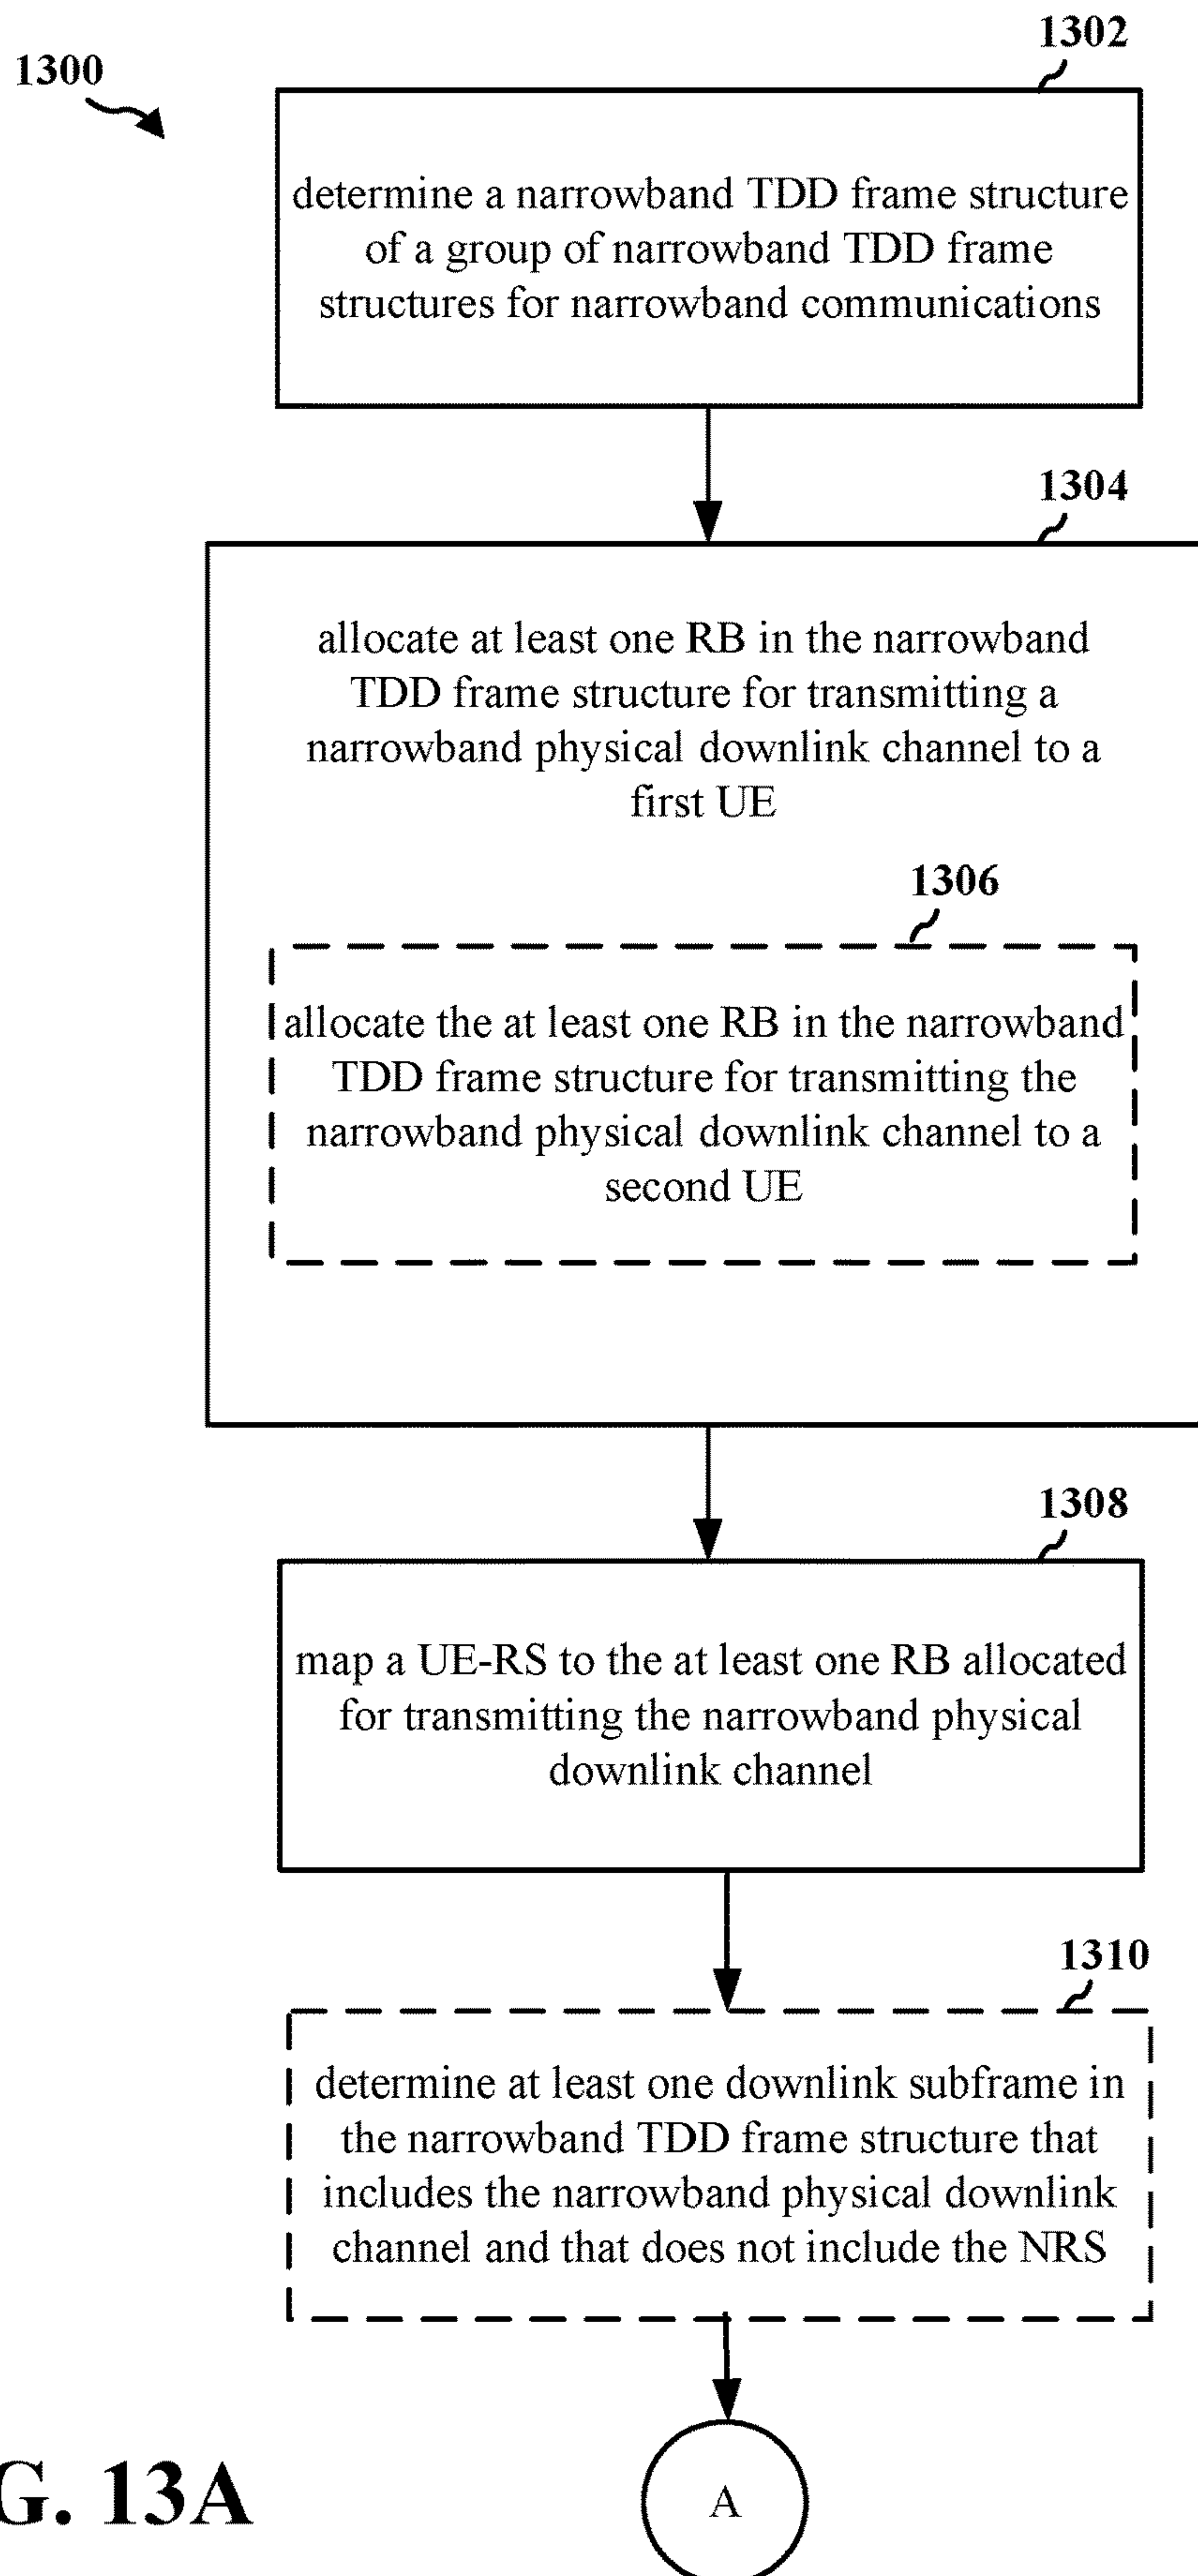 1300
1302
determine a narrowband TDD frame structure
of a group of narrowband TDD frame
structures for narrowband communications
1304
allocate at least one RB in the narrowband
TDD frame structure for transmitting a
narrowband physical downlink channel to a
first UE
1306
allocate the at least one RB in the narrowband
TDD frame structure for transmitting the
narrowband physical downlink channel to a
second UE
1308
map a UE-RS to the at least one RB allocated
for transmitting the narrowband physical
downlink channel
1310
determine at least one downlink subframe in
the narrowband TDD frame structure that
includes the narrowband physical downlink
channel and that does not include the NRS
A
G. 13A